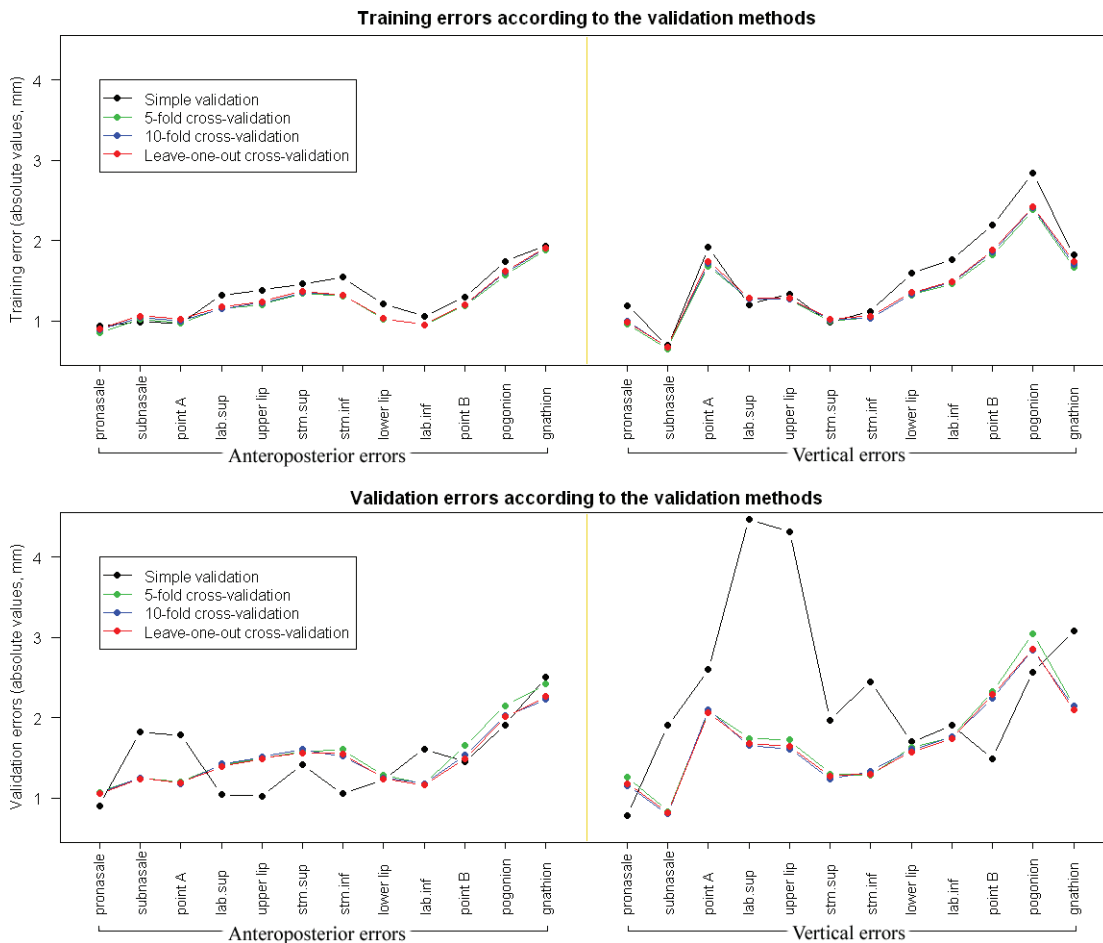 Training errors according to the validation methods
Training error (absolute values, mm)
4
3
2
1
Simple validation
5-fold cross-validation
10-fold cross-validation
Leave-one-out cross-validation
pronasale
subnasale
point A
lab.sup
upper lip
stm.sup
stm.inf
lower lip
lab.inf
point B
pogonion
gnathion
pronasale
subnasale
point A
lab.sup
upper lip
stm.sup
stm.inf
lower lip
lab.inf
point B
pogonion
gnathion
Anteroposterior errors
Vertical errors
Validation errors according to the validation methods
Validation errors (absolute values, mm)
4
3
2
1
Simple validation
5-fold cross-validation
10-fold cross-validation
Leave-one-out cross-validation
pronasale
subnasale
point A
lab.sup
upper lip
stm.sup
stm.inf
lower lip
lab.inf
point B
pogonion
gnathion
pronasale
subnasale
point A
lab.sup
upper lip
stm.sup
stm.inf
lower lip
lab.inf
point B
pogonion
gnathion
Anteroposterior errors
Vertical errors